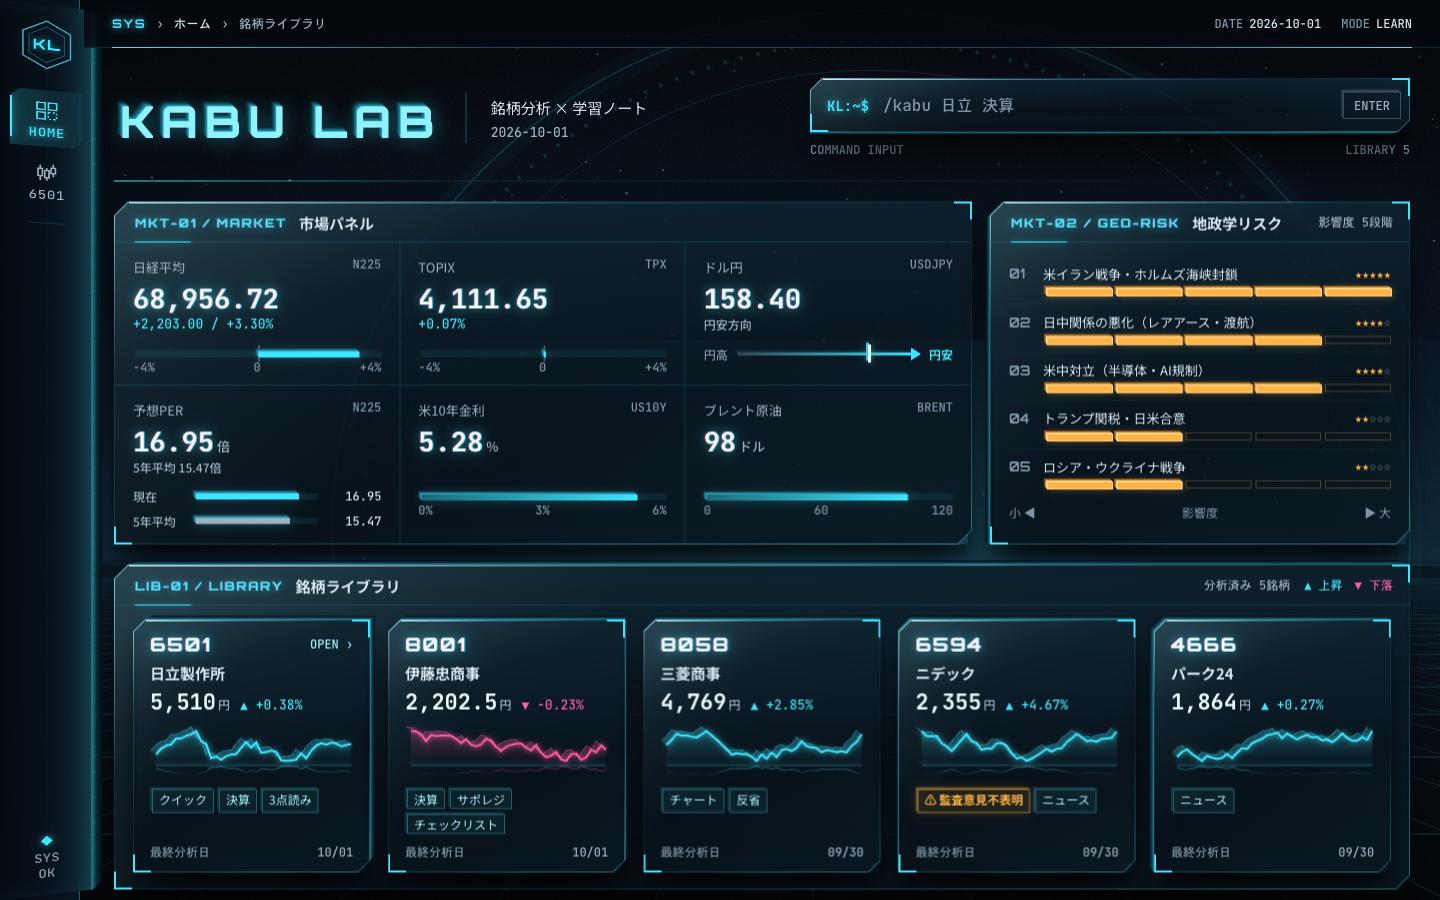 KL
SYS › ホーム › 銘柄ライブラリ
DATE 2026-10-01 MODE LEARN
HOME
6501
KABU LAB
銘柄分析 × 学習ノート
2026-10-01
KL:~$ /kabu 日立 決算 ENTER
COMMAND INPUT LIBRARY 5
MKT-01 / MARKET 市場パネル
日経平均 N225
68,956.72
+2,203.00 / +3.30%
-4% 0 +4%
TOPIX TPX
4,111.65
+0.07%
-4% 0 +4%
ドル円 USDJPY
158.40
円安方向
円高 円安
予想PER N225
16.95倍
5年平均 15.47倍
現在 16.95
5年平均 15.47
米10年金利 US10Y
5.28%
0% 3% 6%
ブレント原油 BRENT
98ドル
0 60 120
MKT-02 / GEO-RISK 地政学リスク 影響度 5段階
01 米イラン戦争・ホルムズ海峡封鎖 ★★★★★
02 日中関係の悪化（レアアース・渡航） ★★★★☆
03 米中対立（半導体・AI規制） ★★★★☆
04 トランプ関税・日米合意 ★★☆☆☆
05 ロシア・ウクライナ戦争 ★★☆☆☆
小 ◀ 影響度 ▶ 大
LIB-01 / LIBRARY 銘柄ライブラリ
分析済み 5銘柄 ▲ 上昇 ▼ 下落
6501 OPEN ›
日立製作所
5,510円 ▲ +0.38%
クイック 決算 3点読み
最終分析日 10/01
8001
伊藤忠商事
2,202.5円 ▼ -0.23%
決算 サポレジ
チェックリスト
最終分析日 10/01
8058
三菱商事
4,769円 ▲ +2.85%
チャート 反省
最終分析日 09/30
6594
ニデック
2,355円 ▲ +4.67%
⚠ 監査意見不表明 ニュース
最終分析日 09/30
4666
パーク24
1,864円 ▲ +0.27%
ニュース
最終分析日 09/30
SYS
OK